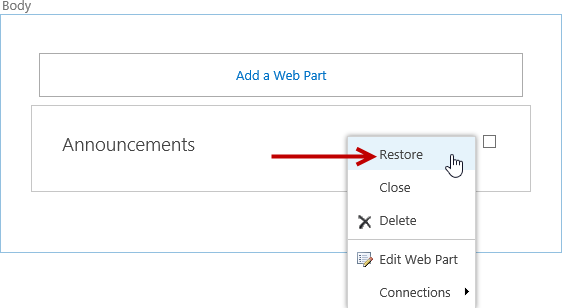 Body
Add a Web Part
Announcements
Restore
Close
Delete
Edit Web Part
Connections